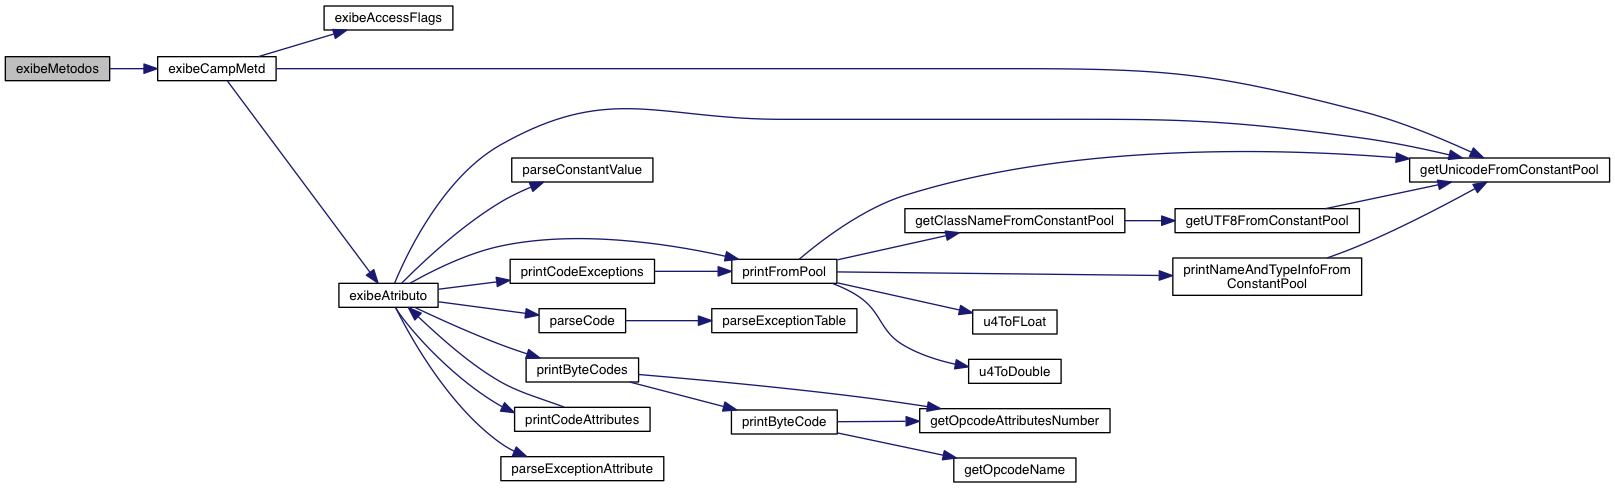 exibeAccessFlags
exibeMetodos
exibeCampMetd
parseConstantValue
getUnicodeFromConstantPool
getClassNameFromConstantPool
getUTF8FromConstantPool
printCodeExceptions
printFromPool
printNameAndTypeInfoFrom
ConstantPool
exibeAtributo
parseCode
parseExceptionTable
u4ToFLoat
printByteCodes
u4ToDouble
printCodeAttributes
printByteCode
getOpcodeAttributesNumber
parseExceptionAttribute
getOpcodeName